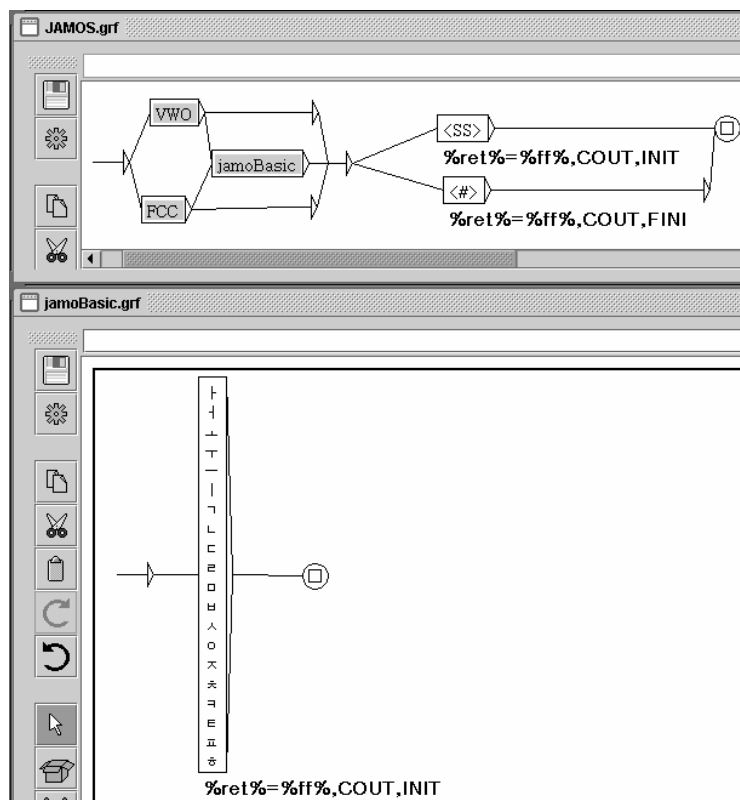 JAMOS.grf
VWO
<SS>
%ret%=%ff%,COUT,INIT
jamoBasic
<#>
FCC
%ret%=%ff%,COUT,FINI
jamoBasic.grf
ㅏ
ㅓ
ㅗ
ㅜ
ㅡ
ㅣ
ㄱ
ㄴ
ㄷ
ㄹ
ㅁ
ㅂ
ㅅ
ㅇ
ㅈ
ㅊ
ㅋ
ㅌ
ㅍ
ㅎ
%ret%=%ff%,COUT,INIT